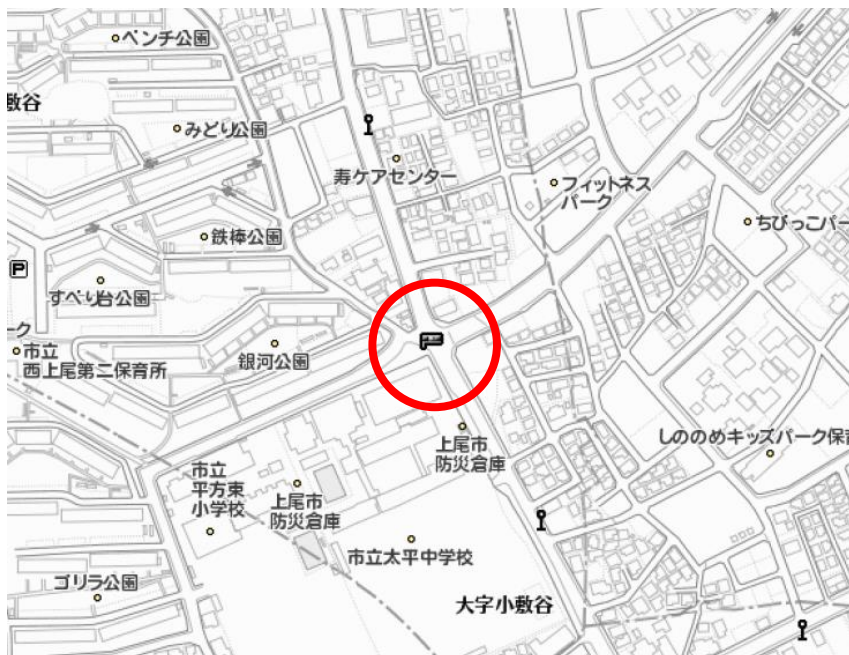 ベンチ公園
敷谷
みどり公園
寿ケアセンター
フィットネス
パーク
鉄棒公園
ちびっこパー
P
すべり台公園
ーク
市立
西上尾第二保育所
銀河公園
上尾市
防災倉庫
しののめキッズパーク保育
市立
平方東
小学校
上尾市
防災倉庫
市立太平中学校
ゴリラ公園
大字小敷谷